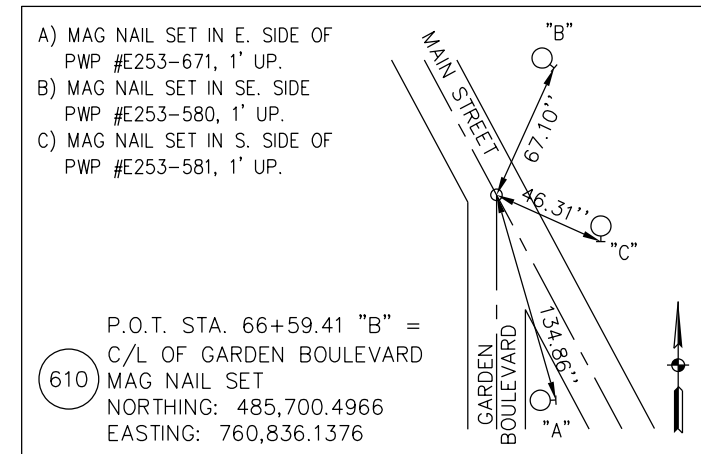 A) MAG NAIL SET IN E. SIDE OF
PWP #E253-671, 1' UP.
B) MAG NAIL SET IN SE. SIDE
PWP #E253-580, 1' UP.
C) MAG NAIL SET IN S. SIDE OF
PWP #E253-581, 1' UP.
MAIN STREET
"B"
67.10''
46.31''
"C"
134.86''
GARDEN
BOULEVARD
"A"
P.O.T. STA. 66+59.41 "B" =
C/L OF GARDEN BOULEVARD
610
MAG NAIL SET
NORTHING: 485,700.4966
EASTING: 760,836.1376